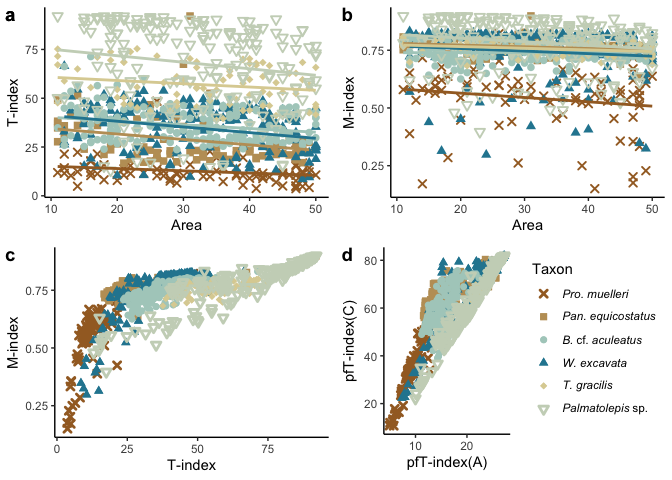 a
T-index
75
50
25
0
10
20
30
40
50
Area
b
M-index
0.75
0.50
0.25
10
20
30
40
50
Area
c
M-index
0.75
0.50
0.25
0
25
50
75
T-index
d
pfT-index(C)
80
60
40
20
10
20
pfT-index(A)
Taxon
Pro. muelleri
Pan. equicostatus
B. cf. aculeatus
W. excavata
T. gracilis
Palmatolepis sp.